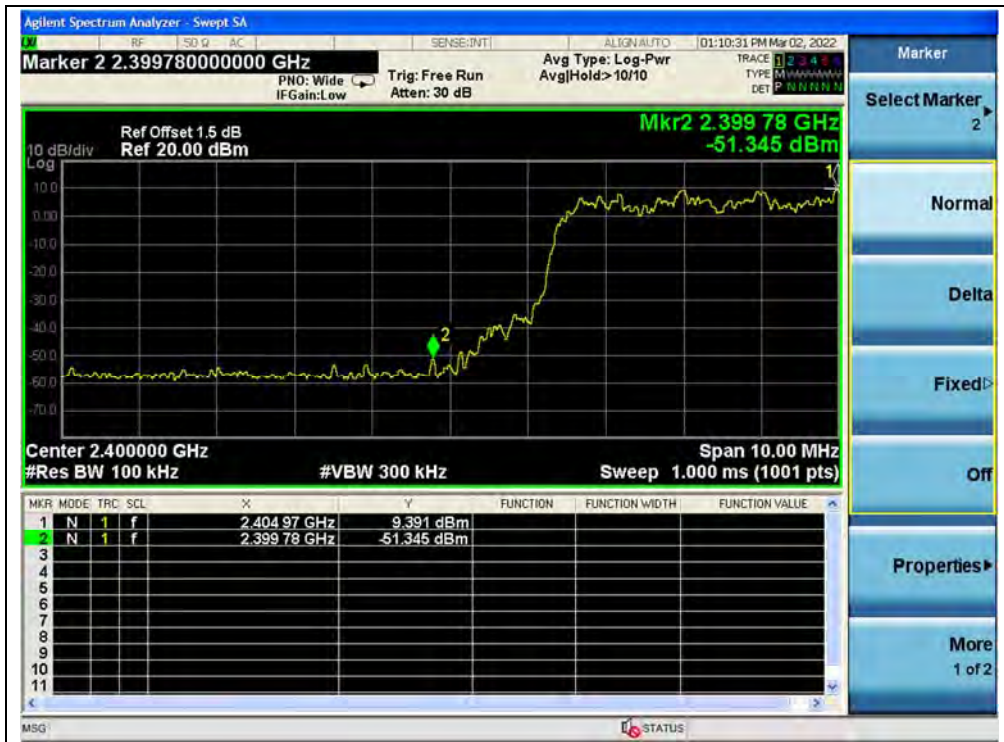 Agilent Spectrum Analyzer - Swept SA
LXI RF 50 Ω AC SENSE:INT ALIGN AUTO 01:10:31 PM Mar 02, 2022
Marker 2 2.399780000000 GHz
PNO: Wide
IFGain:Low
Trig: Free Run
Atten: 30 dB
Avg Type: Log-Pwr
Avg|Hold:>10/10
TRACE 1 2 3 4 5 6
TYPE M W W W W W
DET P N N N N N
Ref Offset 1.5 dB
Ref 20.00 dBm
10 dB/div
Log
Mkr2 2.399 78 GHz
-51.345 dBm
10.0
0.00
-10.0
-20.0
-30.0
-40.0
-50.0
-60.0
-70.0
1
2
Center 2.400000 GHz
Span 10.00 MHz
#Res BW 100 kHz
#VBW 300 kHz
Sweep 1.000 ms (1001 pts)
MKR MODE TRC SCL X Y FUNCTION FUNCTION WIDTH FUNCTION VALUE
1 N 1 f 2.404 97 GHz 9.391 dBm
2 N 1 f 2.399 78 GHz -51.345 dBm
3
4
5
6
7
8
9
10
11
MSG
STATUS
Marker
Select Marker
2
Normal
Delta
Fixed
Off
Properties
More
1 of 2